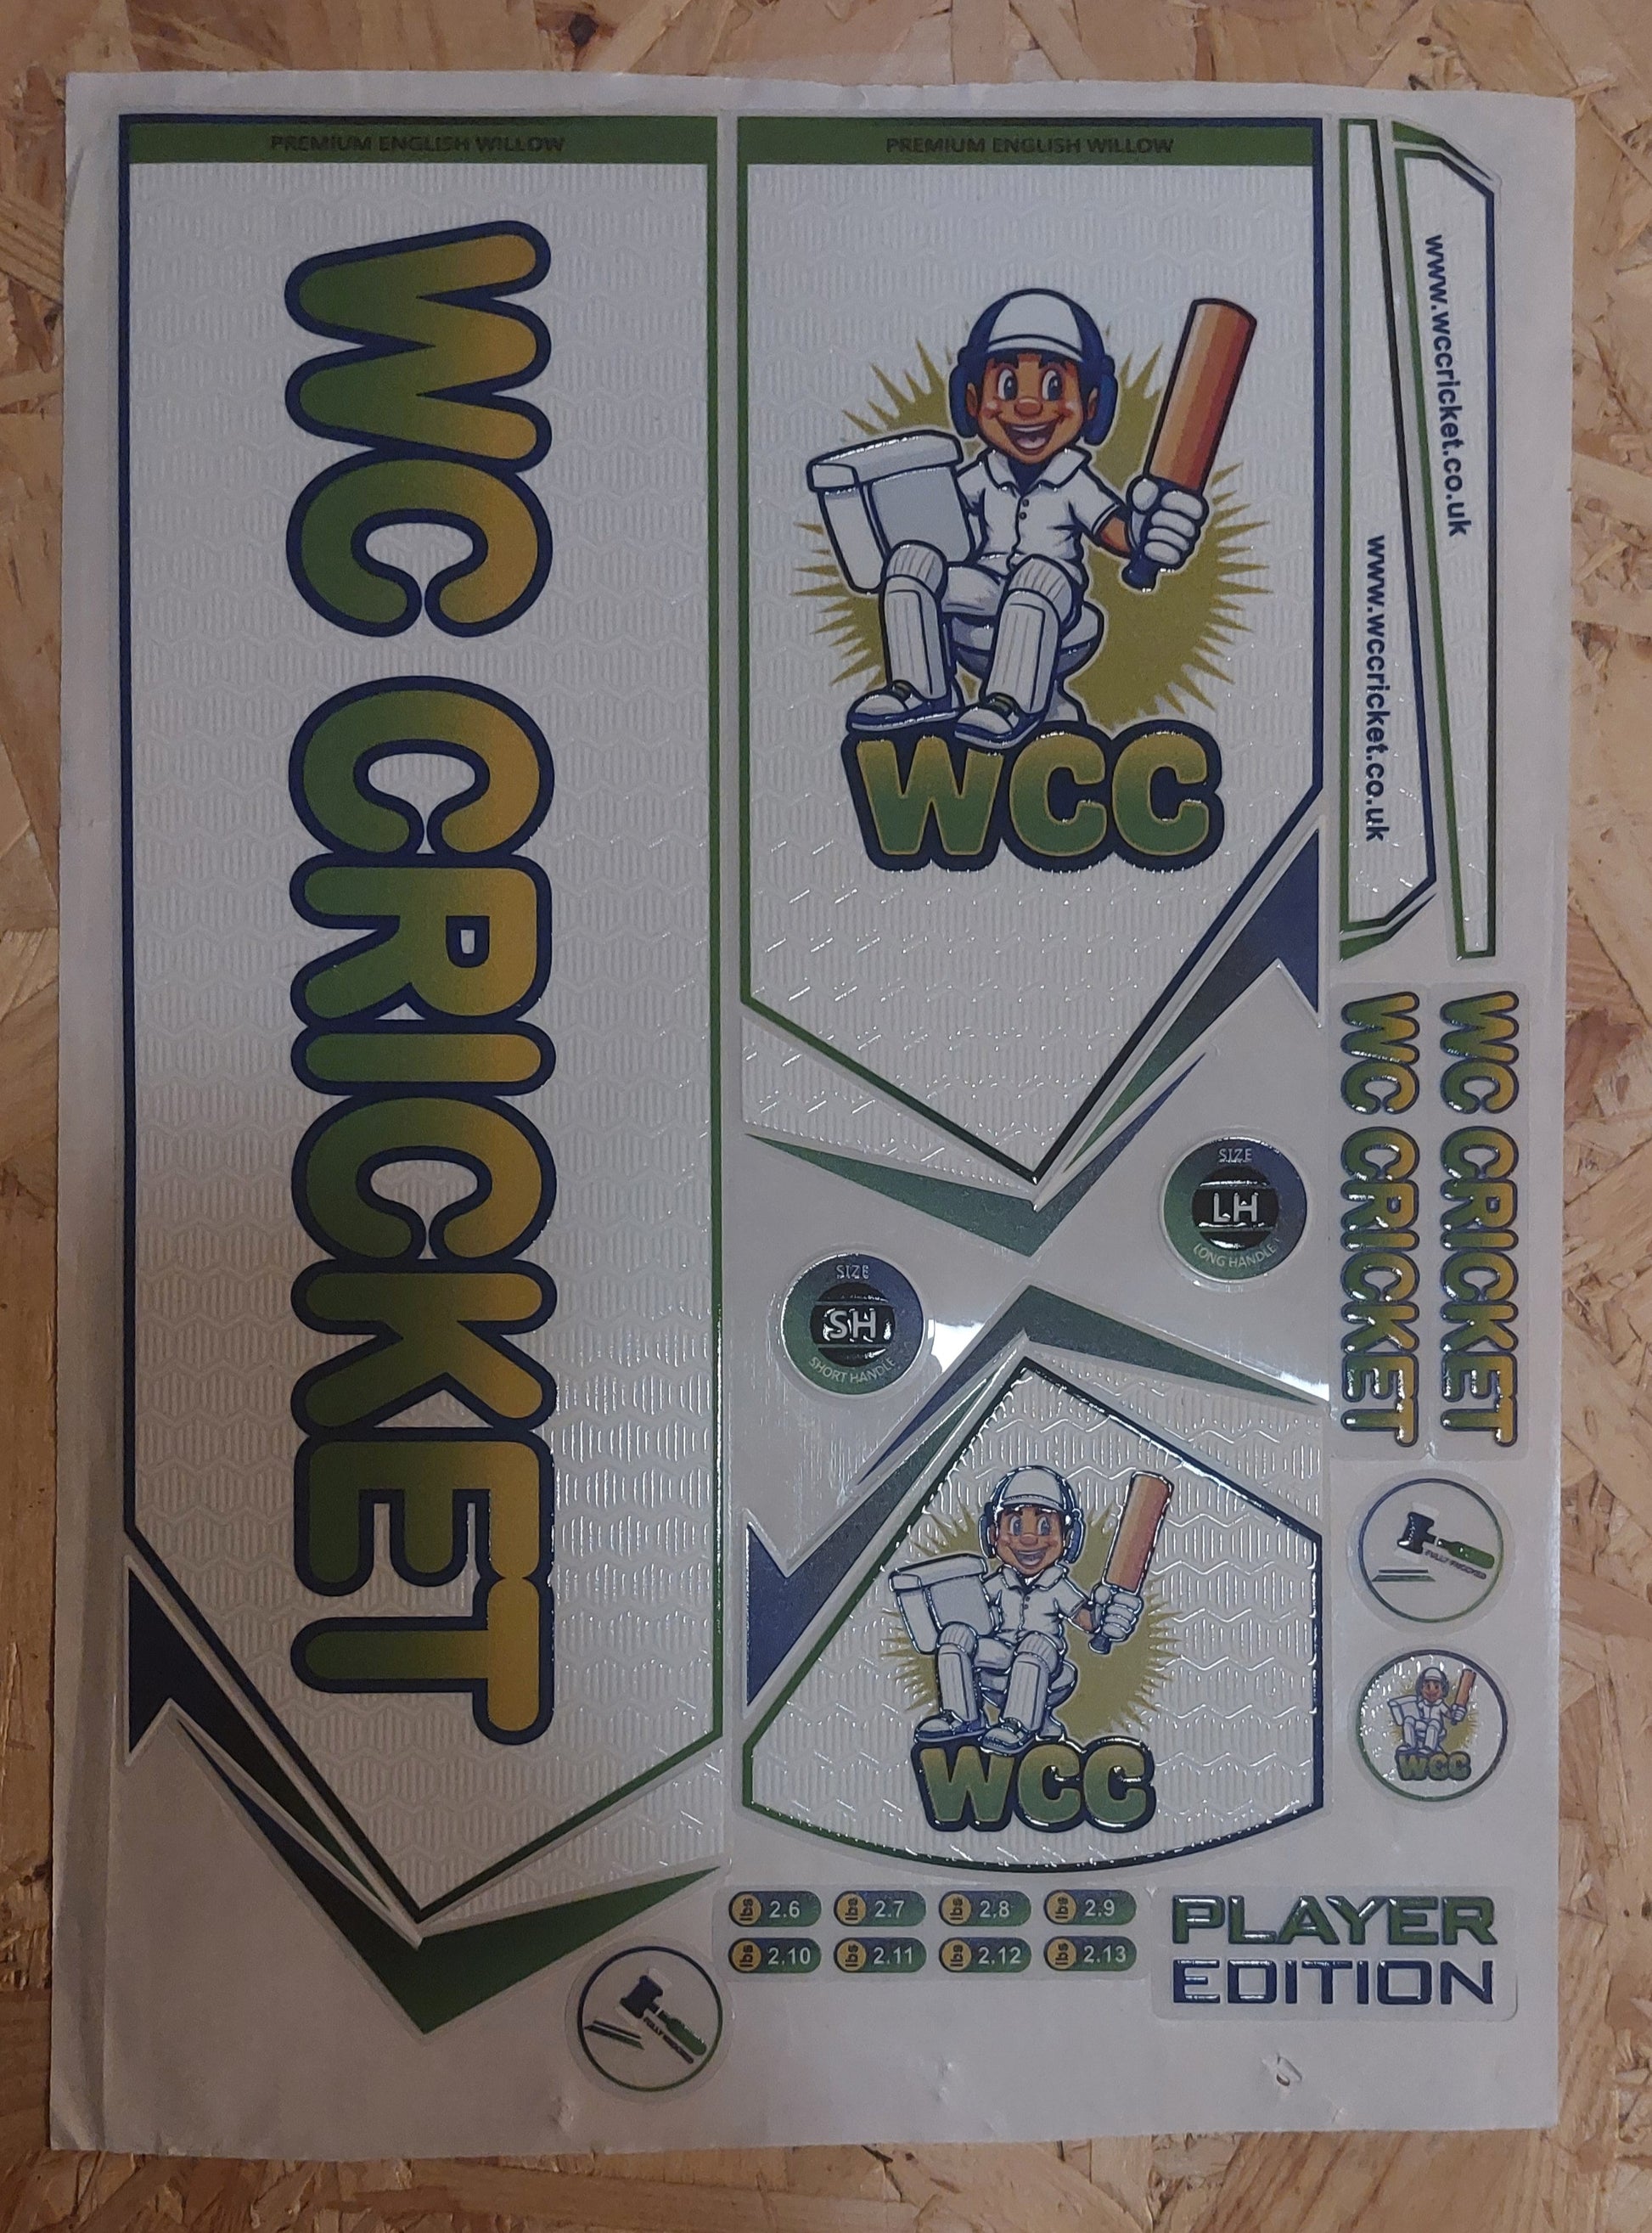 PREMIUM ENGLISH WILLOW
WC CRICKET
PREMIUM ENGLISH WILLOW
WCC
www.wccricket.co.uk
www.wccricket.co.uk
WC CRICKET
WC CRICKET
SIZE
LH
LONG HANDLE
SIZE
SH
SHORT HANDLE
WCC
WCC
lbs 2.6
lbs 2.7
lbs 2.8
lbs 2.9
lbs 2.10
lbs 2.11
lbs 2.12
lbs 2.13
PLAYER
EDITION